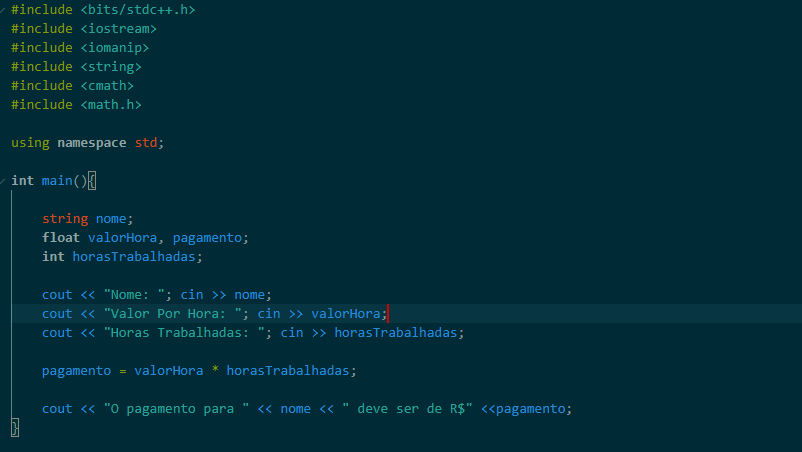 #include <bits/stdc++.h>
#include <iostream>
#include <iomanip>
#include <string>
#include <cmath>
#include <math.h>
using namespace std;
int main(){
string nome;
float valorHora, pagamento;
int horasTrabalhadas;
cout << "Nome: "; cin >> nome;
cout << "Valor Por Hora: "; cin >> valorHora;
cout << "Horas Trabalhadas: "; cin >> horasTrabalhadas;
pagamento = valorHora * horasTrabalhadas;
cout << "O pagamento para " << nome << " deve ser de R$" <<pagamento;
}